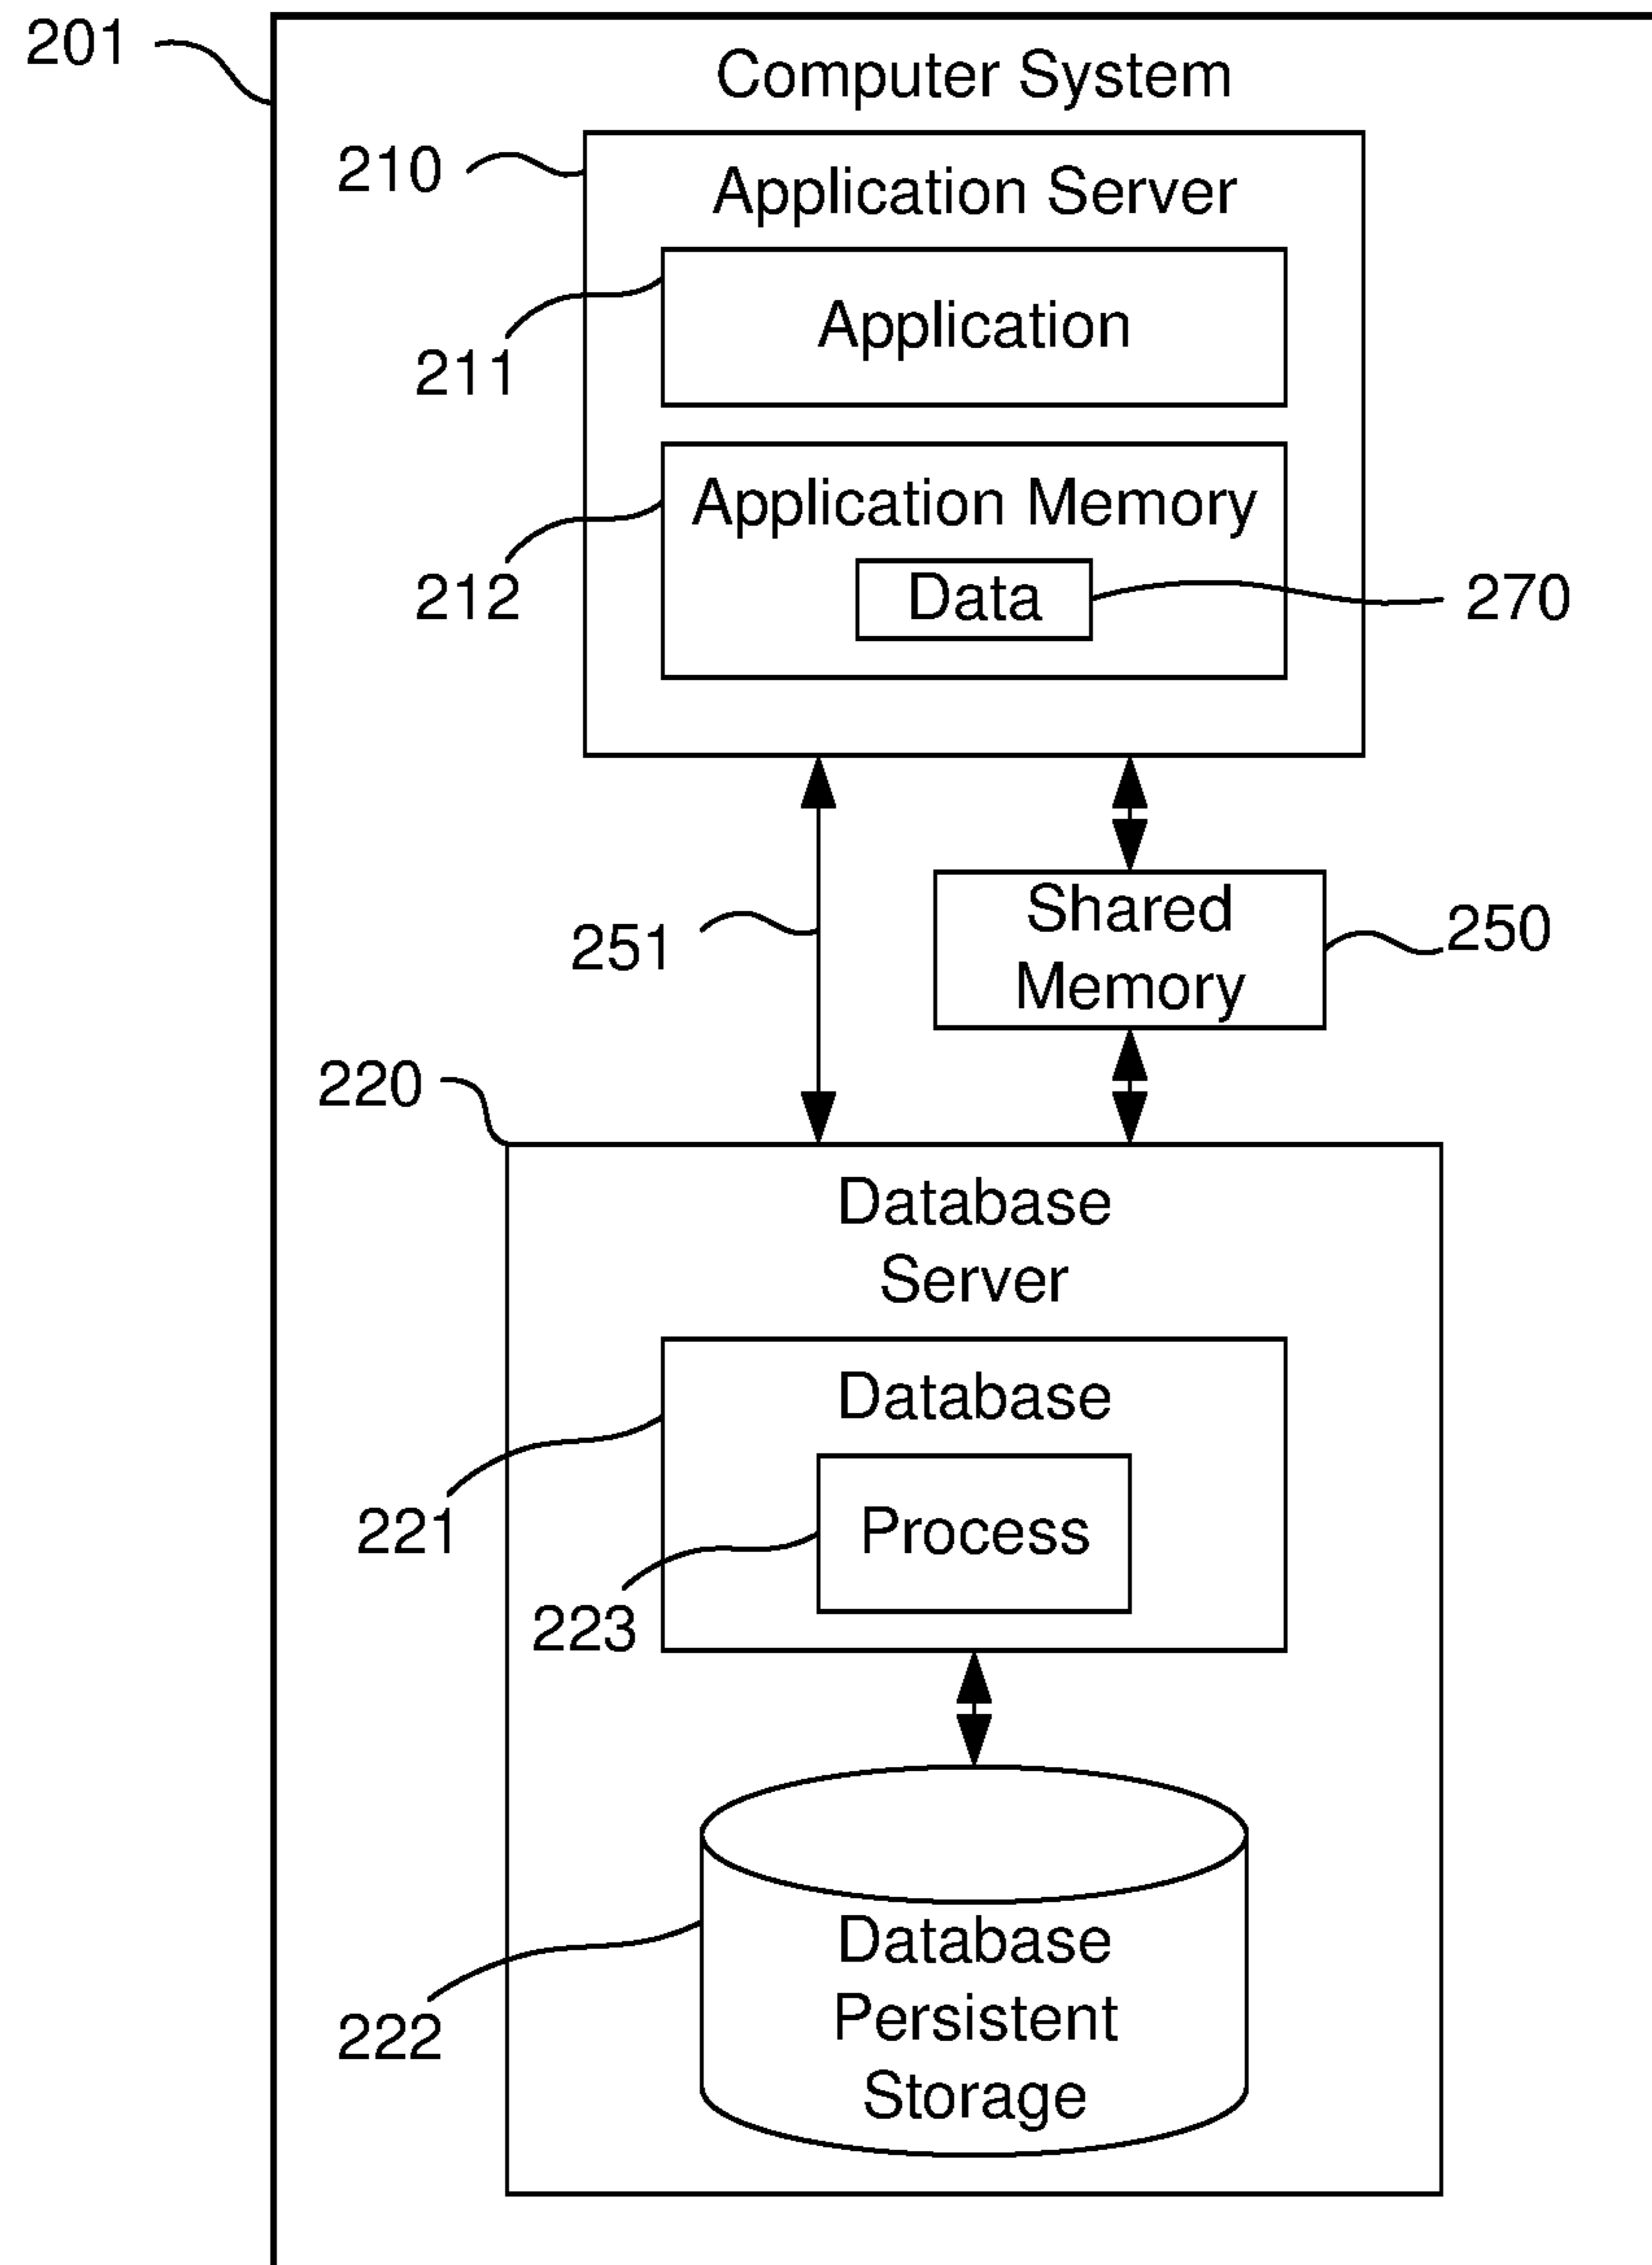 201
Computer System
210
Application Server
Application
211
Application Memory
212
Data
270
Shared
Memory
250
251
220
Database
Server
Database
221
Process
223
Database
Persistent
Storage
222